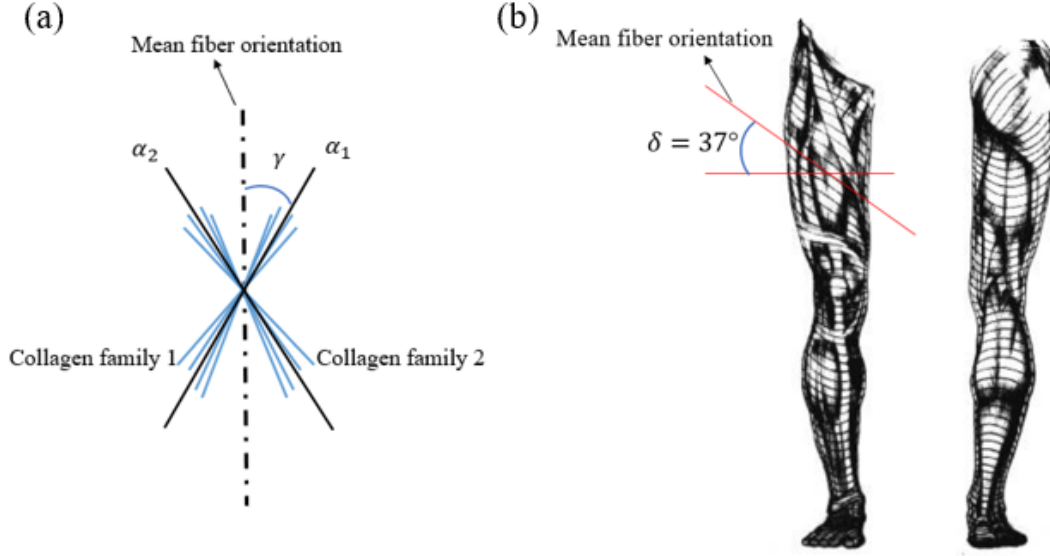 (a)
Mean fiber orientation
α₂
γ
α₁
Collagen family 1
Collagen family 2
(b)
Mean fiber orientation
δ = 37°